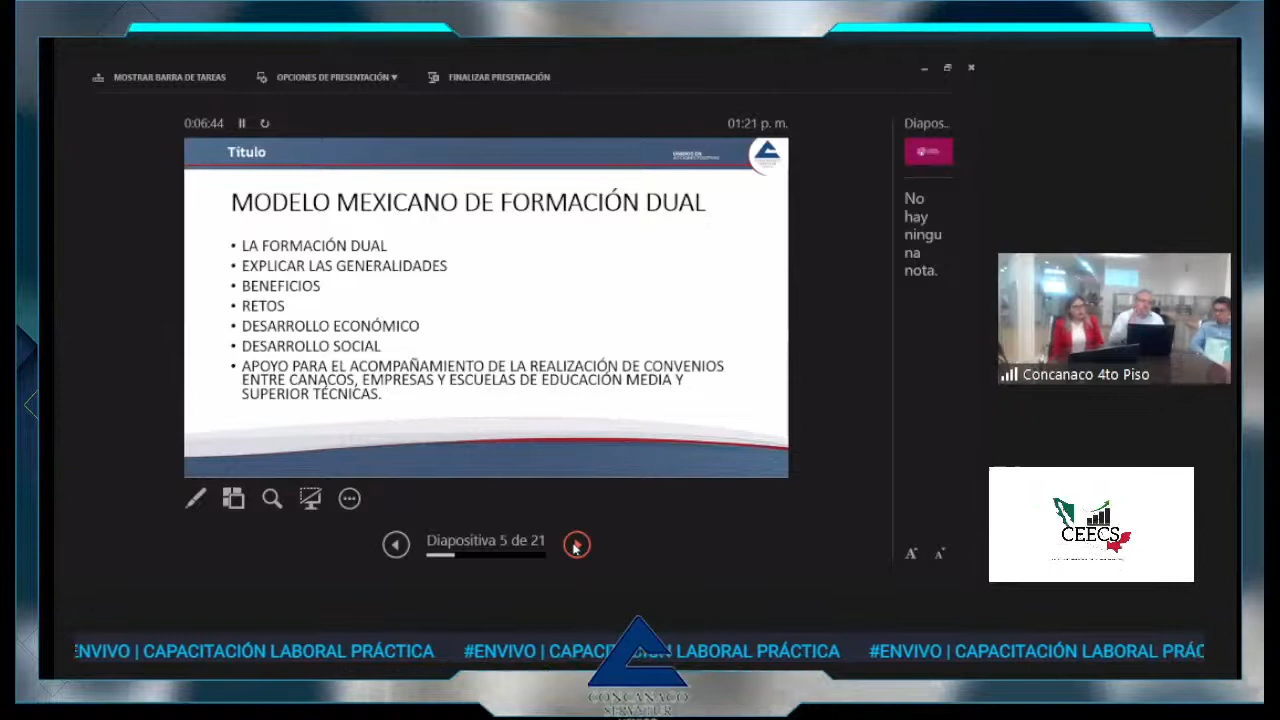 MOSTRAR BARRA DE TAREAS
OPCIONES DE PRESENTACIÓN ▼
FINALIZAR PRESENTACIÓN
0:06:44
01:21 p. m.
Diapos...
Título
UNIDOS EN
MODELO MEXICANO DE FORMACIÓN DUAL
• LA FORMACIÓN DUAL
• EXPLICAR LAS GENERALIDADES
• BENEFICIOS
• RETOS
• DESARROLLO ECONÓMICO
• DESARROLLO SOCIAL
• APOYO PARA EL ACOMPAÑAMIENTO DE LA REALIZACIÓN DE CONVENIOS
ENTRE CANACOS, EMPRESAS Y ESCUELAS DE EDUCACIÓN MEDIA Y
SUPERIOR TÉCNICAS.
No
hay
ningu
na
nota.
Concanaco 4to Piso
CEECS
Diapositiva 5 de 21
A A
ENVIVO | CAPACITACIÓN LABORAL PRÁCTICA #ENVIVO | CAPACITACIÓN LABORAL PRÁCTICA #ENVIVO | CAPACITACIÓN LABORAL PRÁC
CONCANACO
SERVYTUR